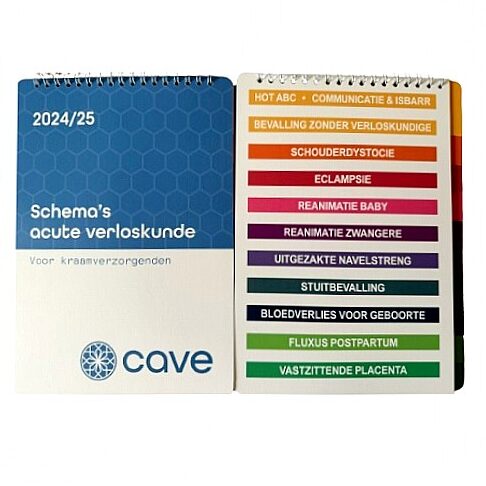 2024/25
Schema's
acute verloskunde
Voor kraamverzorgenden
cave
HOT ABC • COMMUNICATIE & ISBARR
BEVALLING ZONDER VERLOSKUNDIGE
SCHOUDERDYSTOCIE
ECLAMPSIE
REANIMATIE BABY
REANIMATIE ZWANGERE
UITGEZAKTE NAVELSTRENG
STUITBEVALLING
BLOEDVERLIES VOOR GEBOORTE
FLUXUS POSTPARTUM
VASTZITTENDE PLACENTA